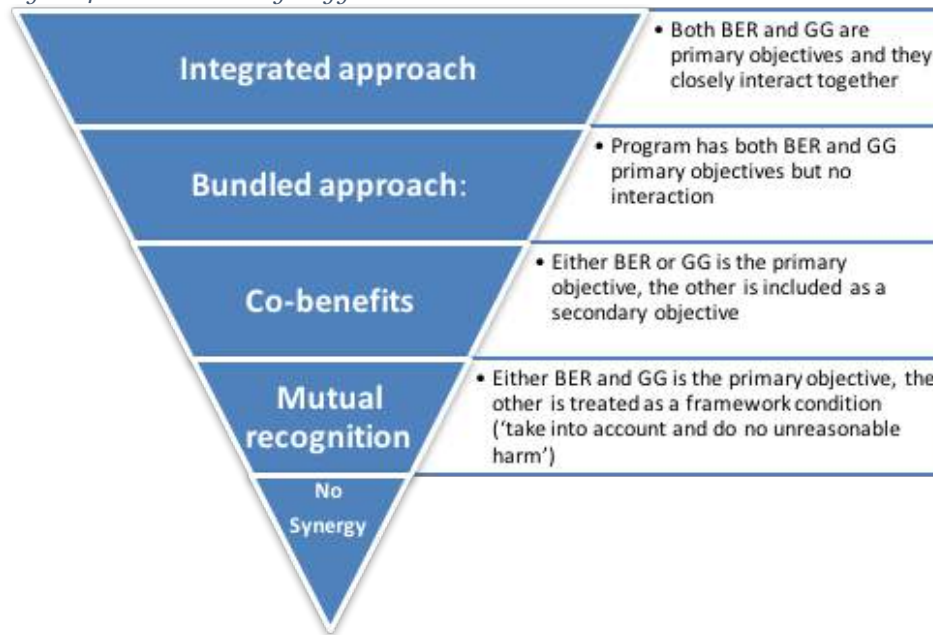 Integrated approach
• Both BER and GG are
primary objectives and they
closely interact together
Bundled approach:
• Program has both BER and GG
primary objectives but no
interaction
Co-benefits
• Either BER or GG is the primary
objective, the other is included as a
secondary objective
Mutual
recognition
• Either BER and GG is the primary objective, the
other is treated as a framework condition
(‘take into account and do no unreasonable
harm’)
No
Synergy